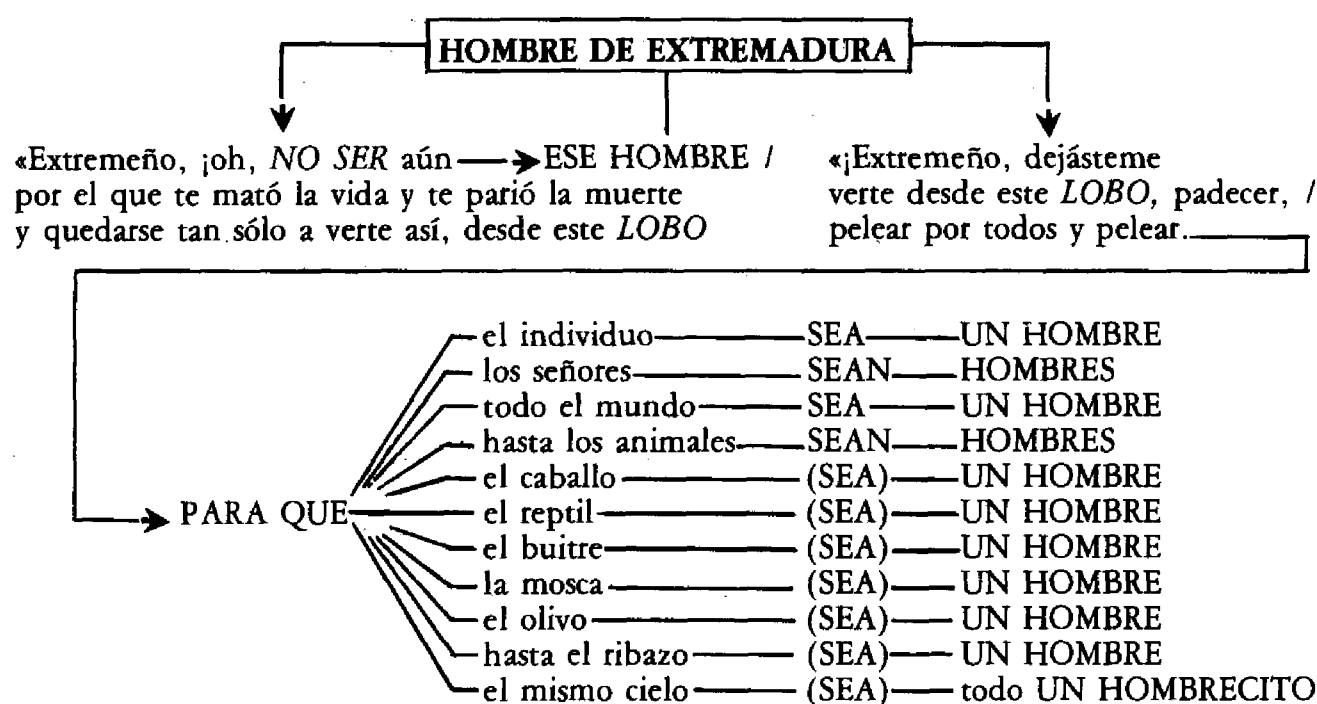 HOMBRE DE EXTREMADURA
«Extremeño, ¡oh, NO SER aún ESE HOMBRE /
por el que te mató la vida y te parió la muerte
y quedarse tan sólo a verte así, desde este LOBO
«¡Extremeño, dejásteme
verte desde este LOBO, padecer, /
pelear por todos y pelear.
PARA QUE
el individuo SEA UN HOMBRE
los señores SEAN HOMBRES
todo el mundo SEA UN HOMBRE
hasta los animales SEAN HOMBRES
el caballo (SEA) UN HOMBRE
el reptil (SEA) UN HOMBRE
el buitre (SEA) UN HOMBRE
la mosca (SEA) UN HOMBRE
el olivo (SEA) UN HOMBRE
hasta el ribazo (SEA) UN HOMBRE
el mismo cielo (SEA) todo UN HOMBRECITO